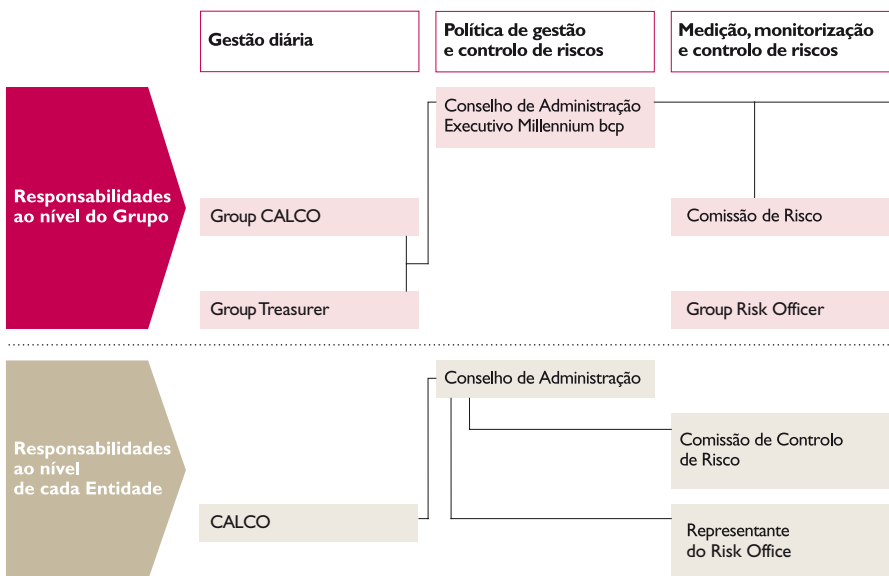 Gestão diária
Política de gestão
e controlo de riscos
Medição, monitorização
e controlo de riscos
Responsabilidades
ao nível do Grupo
Conselho de Administração
Executivo Millennium bcp
Group CALCO
Comissão de Risco
Group Treasurer
Group Risk Officer
Responsabilidades
ao nível
de cada Entidade
Conselho de Administração
Comissão de Controlo
de Risco
CALCO
Representante
do Risk Office